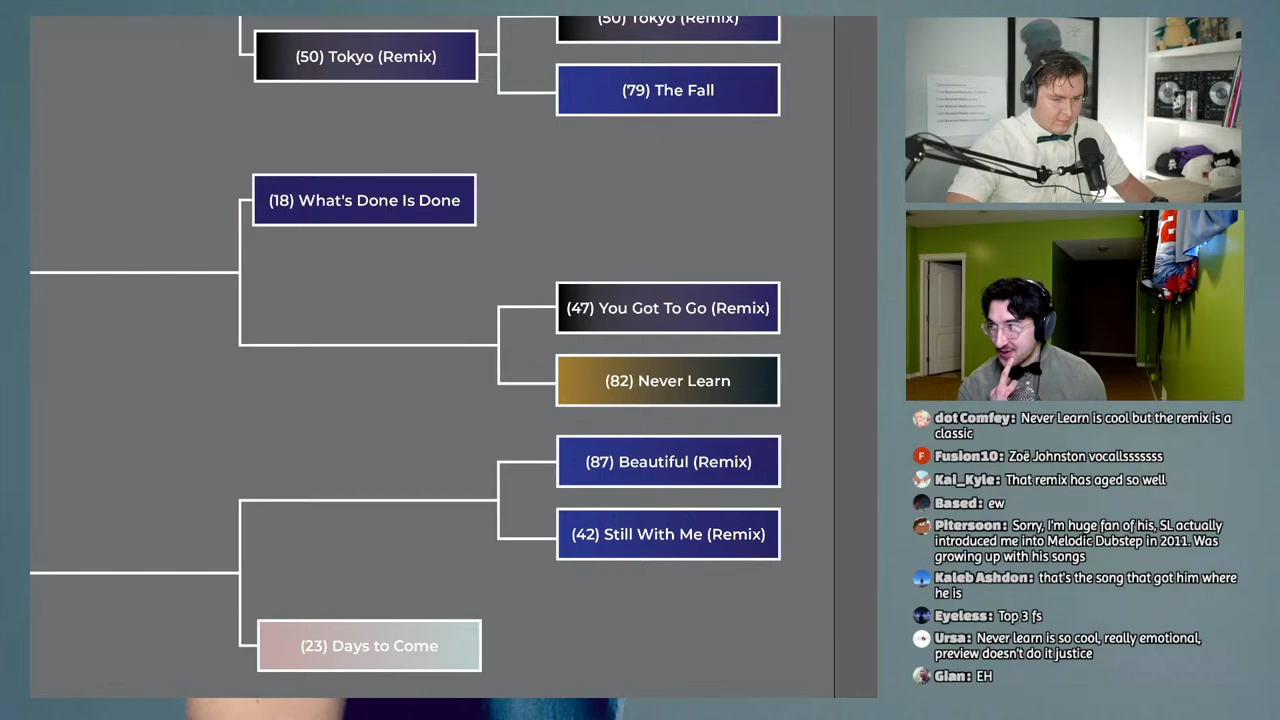 (50) Tokyo (Remix)
(50) Tokyo (Remix)
(79) The Fall
(18) What's Done Is Done
(47) You Got To Go (Remix)
(82) Never Learn
(87) Beautiful (Remix)
(42) Still With Me (Remix)
(23) Days to Come
dotComfey: Never Learn is cool but the remix is a
classic
F Fusion10: Zoë Johnston vocallsssssss
Kai_Kyle: That remix has aged so well
Based: ew
Pitersoon: Sorry, I'm huge fan of his, SL actually
introduced me into Melodic Dubstep in 2011. Was
growing up with his songs
Kaleb Ashdon: that's the song that got him where
he is
Eyeless: Top 3 fs
Ursa: Never learn is so cool, really emotional,
preview doesn't do it justice
Gian: EH